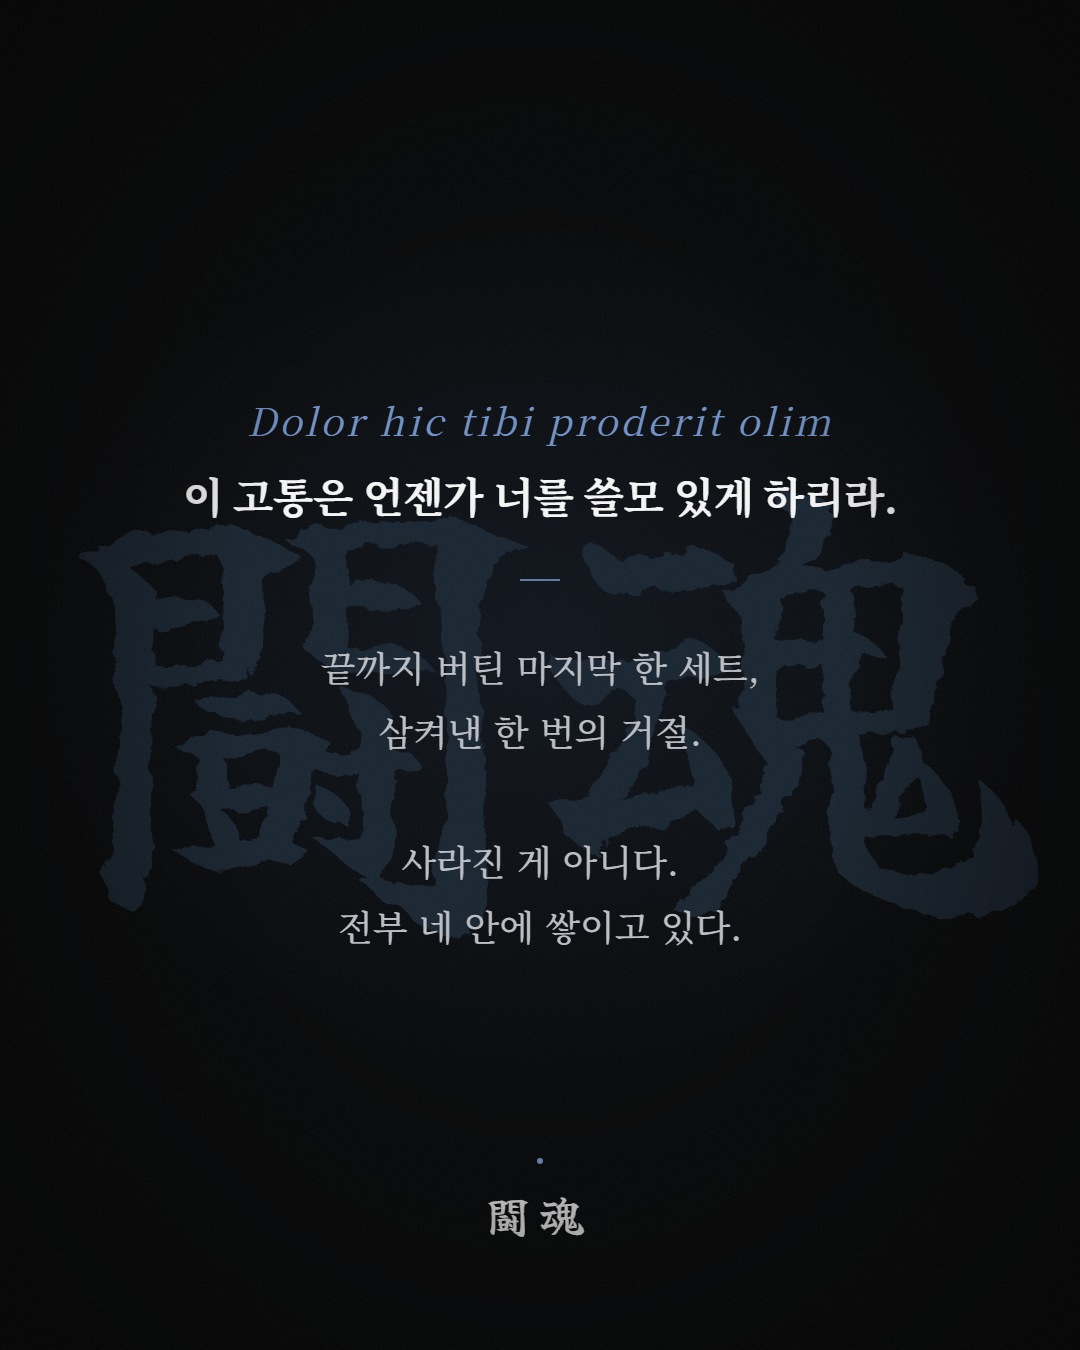 Dolor hic tibi proderit olim
이 고통은 언젠가 너를 쓸모 있게 하리라.
闘魂
끝까지 버틴 마지막 한 세트,
삼켜낸 한 번의 거절.
사라진 게 아니다.
전부 네 안에 쌓이고 있다.
闘魂